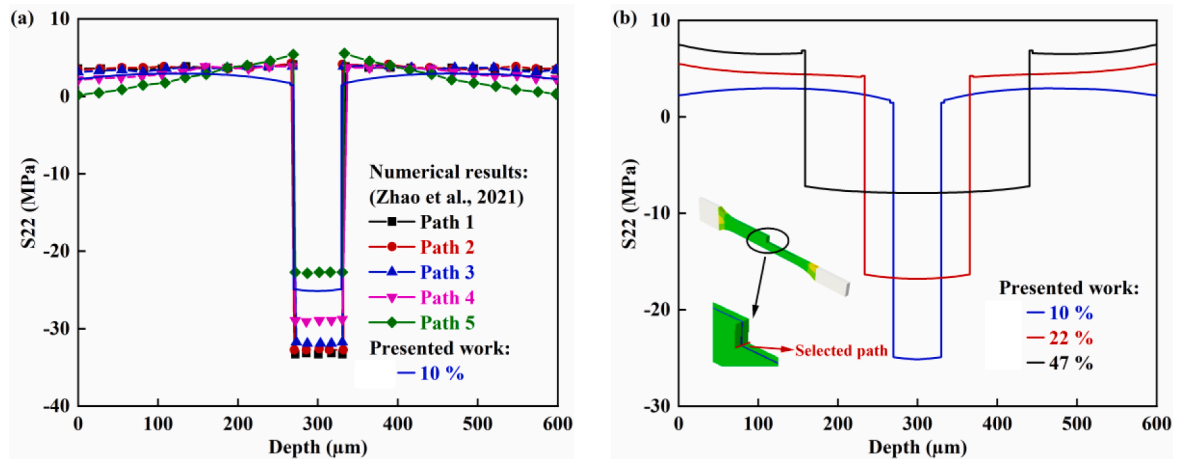 (a)
10
0
-10
-20
-30
-40
S22 (MPa)
Numerical results:
(Zhao et al., 2021)
Path 1
Path 2
Path 3
Path 4
Path 5
Presented work:
10 %
0 100 200 300 400 500 600
Depth (µm)
(b)
10
0
-10
-20
-30
S22 (MPa)
Selected path
Presented work:
10 %
22 %
47 %
0 100 200 300 400 500 600
Depth (µm)